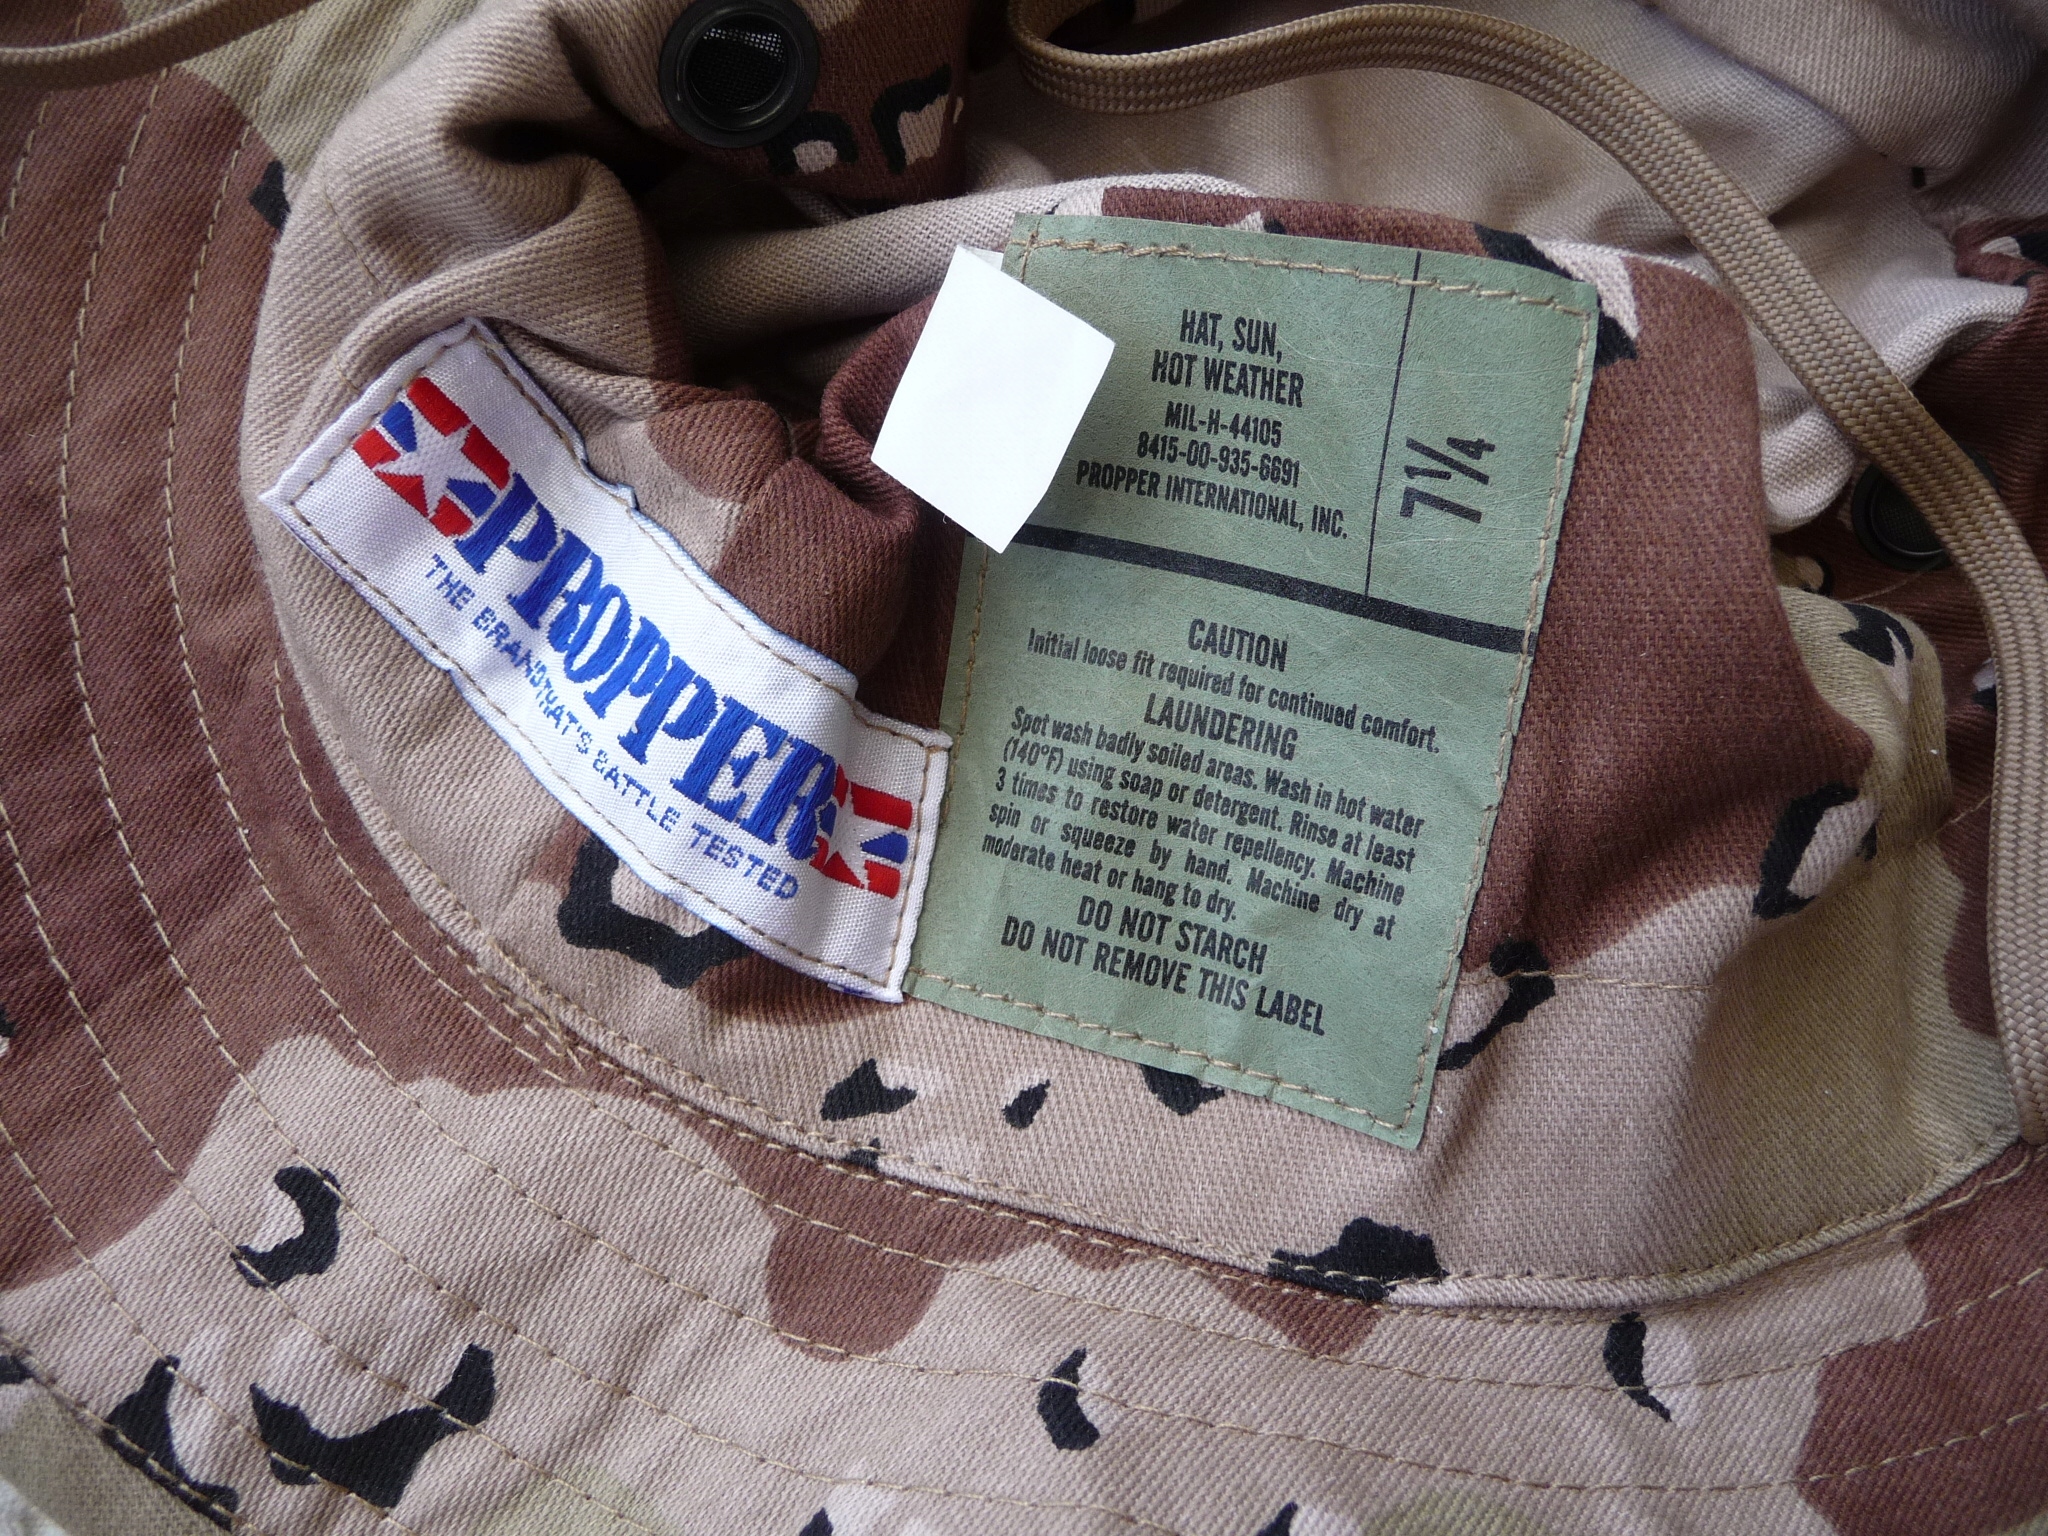 PROPPER
THE BRAND THAT'S BATTLE TESTED
HAT, SUN,
HOT WEATHER
MIL-H-44105
8415-00-935-6691
PROPPER INTERNATIONAL, INC.
7 1/4
CAUTION
Initial loose fit required for continued comfort.
LAUNDERING
Spot wash badly soiled areas. Wash in hot water
(140°F) using soap or detergent. Rinse at least
3 times to restore water repellency. Machine
spin or squeeze by hand. Machine dry at
moderate heat or hang to dry.
DO NOT STARCH
DO NOT REMOVE THIS LABEL